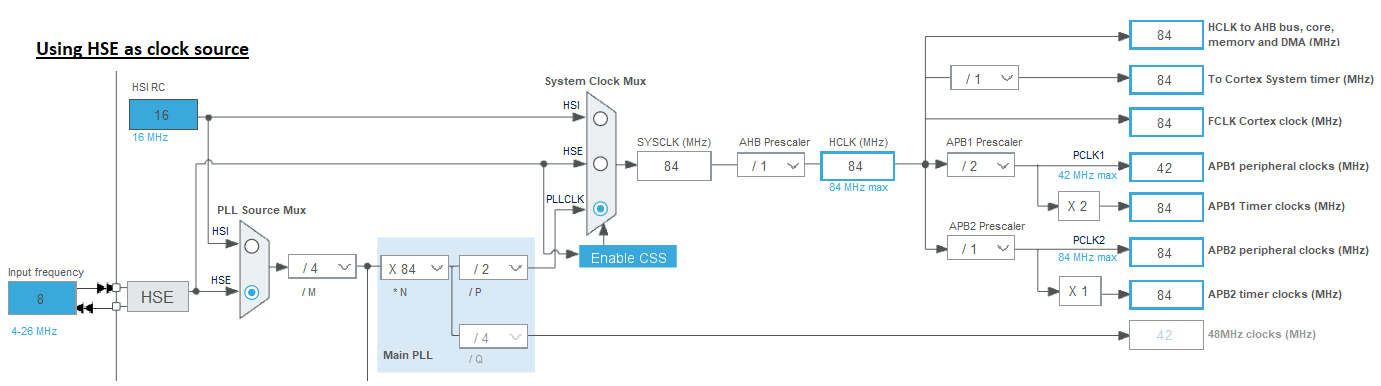 Using HSE as clock source
HSI RC
16
16 MHz
Input frequency
8
4-26 MHz
HSE
PLL Source Mux
HSI
HSE
/ 4
/ M
X 84
* N
/ 2
/ P
/ 4
/ Q
Main PLL
System Clock Mux
HSI
HSE
PLLCLK
Enable CSS
SYSCLK (MHz)
84
AHB Prescaler
/ 1
HCLK (MHz)
84
84 MHz max
/ 1
APB1 Prescaler
/ 2
PCLK1
42 MHz max
X 2
APB2 Prescaler
/ 1
PCLK2
84 MHz max
X 1
84
HCLK to AHB bus, core,
memory and DMA (MHz)
84
To Cortex System timer (MHz)
84
FCLK Cortex clock (MHz)
42
APB1 peripheral clocks (MHz)
84
APB1 Timer clocks (MHz)
84
APB2 peripheral clocks (MHz)
84
APB2 timer clocks (MHz)
42
48MHz clocks (MHz)